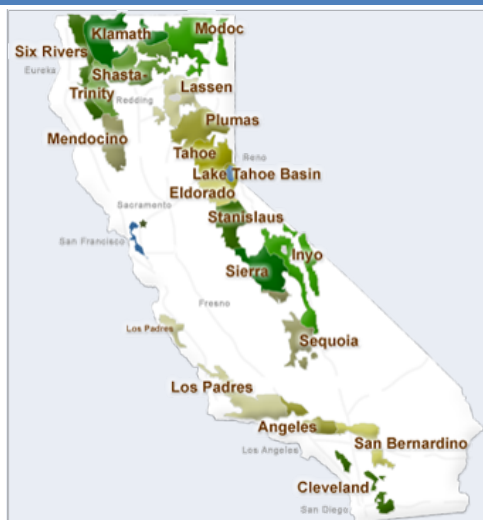 Klamath
Modoc
Six Rivers
Eureka
Shasta-
Trinity
Redding
Lassen
Plumas
Mendocino
Tahoe
Reno
Lake Tahoe Basin
Eldorado
Sacramento
Stanislaus
San Francisco
Inyo
Sierra
Fresno
Los Padres
Sequoia
Los Padres
Angeles
San Bernardino
Los Angeles
Cleveland
San Diego